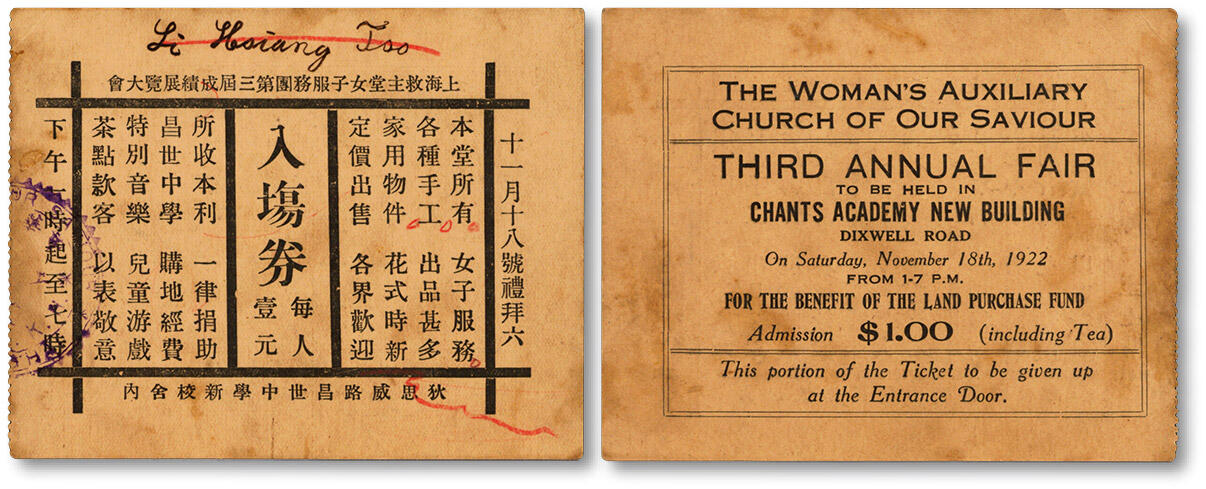 Li Hsiang
上海救主堂女子服務團第三屆成績展覽大會
十一月十八號禮拜六
本堂所有 女子服務
各種手工 出品甚多
家用物件 花式時新
定價出售 各界歡迎
入塲券
每人
壹元
所收本利 一律捐助
昌世中學 購地經費
特別音樂 兒童游戲
茶點款客 以表敬意
下午一時起至七時
狄思威路昌世中學新校舍內
THE WOMAN'S AUXILIARY
CHURCH OF OUR SAVIOUR
THIRD ANNUAL FAIR
TO BE HELD IN
CHANTS ACADEMY NEW BUILDING
DIXWELL ROAD
On Saturday, November 18th, 1922
FROM 1-7 P.M.
FOR THE BENEFIT OF THE LAND PURCHASE FUND
Admission $1.00 (including Tea)
This portion of the Ticket to be given up
at the Entrance Door.